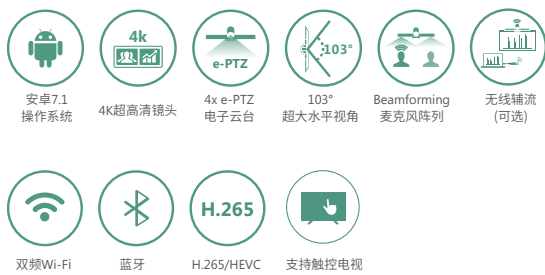 4k
e-PTZ
103°
安卓7.1
操作系统
4K超高清镜头
4x e-PTZ
电子云台
103°
超大水平视角
Beamforming
麦克风阵列
无线辅流
(可选)
H.265
双频Wi-Fi
蓝牙
H.265/HEVC
支持触控电视